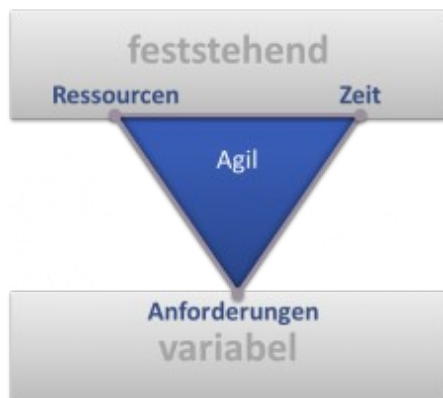 feststehend
Ressourcen Zeit
Agil
Anforderungen
variabel